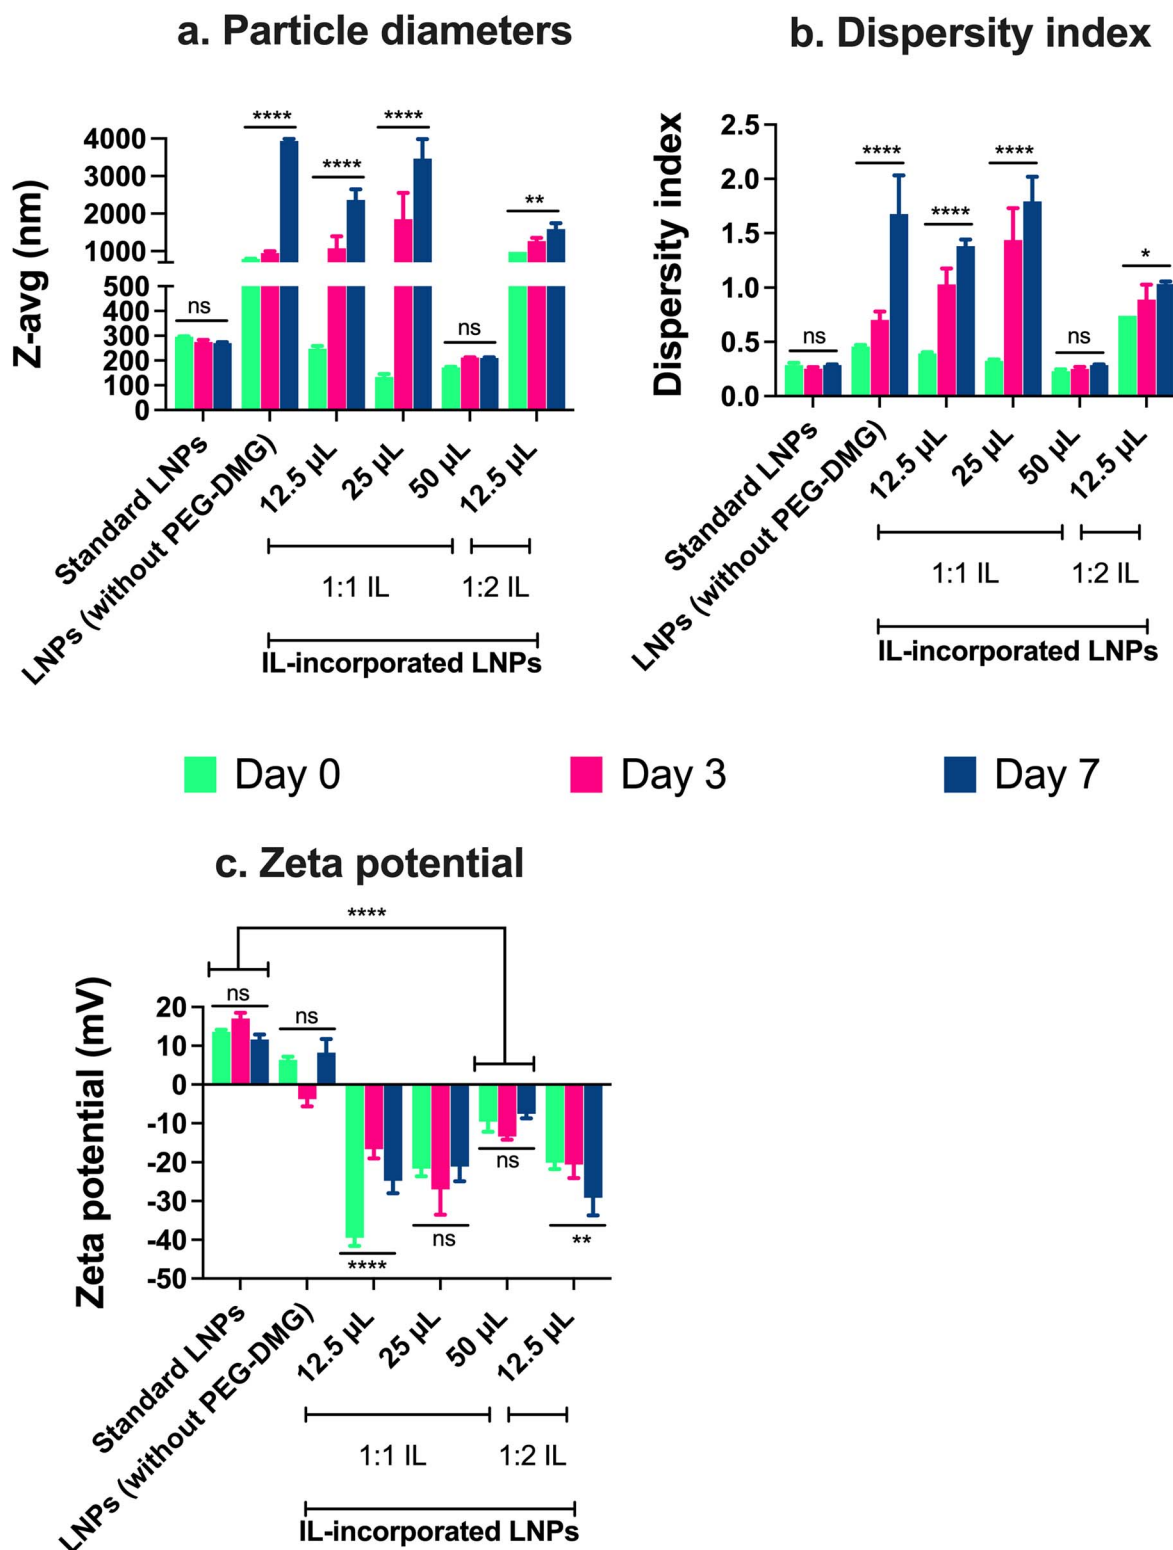 a. Particle diameters
b. Dispersity index
Z-avg (nm)
4000
3000
2000
1000
500
400
300
200
100
0
ns
****
****
****
ns
**
Standard LNPs
LNPs (without PEG-DMG)
12.5 µL
25 µL
50 µL
12.5 µL
1:1 IL
1:2 IL
IL-incorporated LNPs
Dispersity index
2.5
2.0
1.5
1.0
0.5
0.0
ns
****
****
****
ns
*
Standard LNPs
LNPs (without PEG-DMG)
12.5 µL
25 µL
50 µL
12.5 µL
1:1 IL
1:2 IL
IL-incorporated LNPs
Day 0
Day 3
Day 7
c. Zeta potential
****
Zeta potential (mV)
20
10
0
-10
-20
-30
-40
-50
ns
ns
****
ns
ns
**
Standard LNPs
LNPs (without PEG-DMG)
12.5 µL
25 µL
50 µL
12.5 µL
1:1 IL
1:2 IL
IL-incorporated LNPs